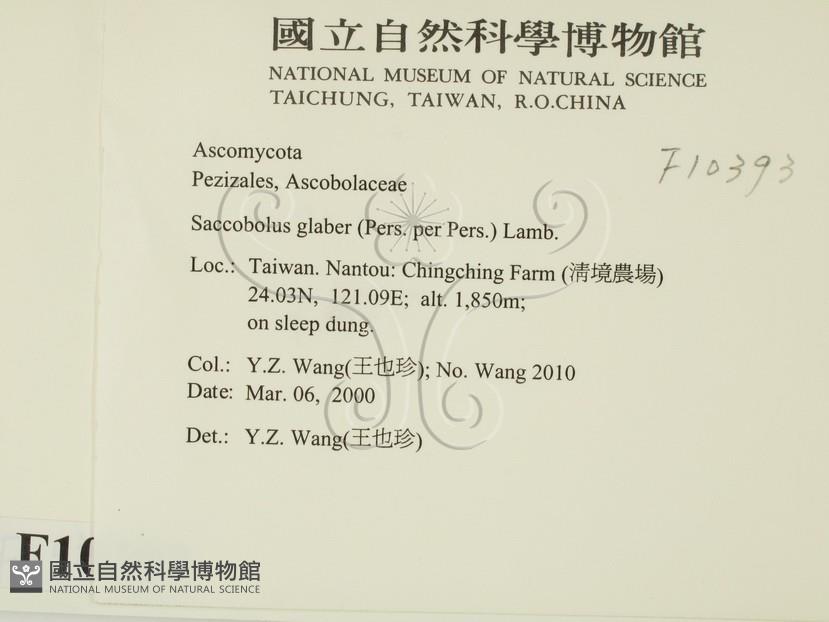 國立自然科學博物館
NATIONAL MUSEUM OF NATURAL SCIENCE
TAICHUNG, TAIWAN, R.O.CHINA
F10393
Ascomycota
Pezizales, Ascobolaceae
Saccobolus glaber (Pers. per Pers.) Lamb.
Loc.: Taiwan. Nantou: Chingching Farm (清境農場)
24.03N, 121.09E; alt. 1,850m;
on sleep dung.
Col.: Y.Z. Wang(王也珍); No. Wang 2010
Date: Mar. 06, 2000
Det.: Y.Z. Wang(王也珍)
F10
國立自然科學博物館
NATIONAL MUSEUM OF NATURAL SCIENCE